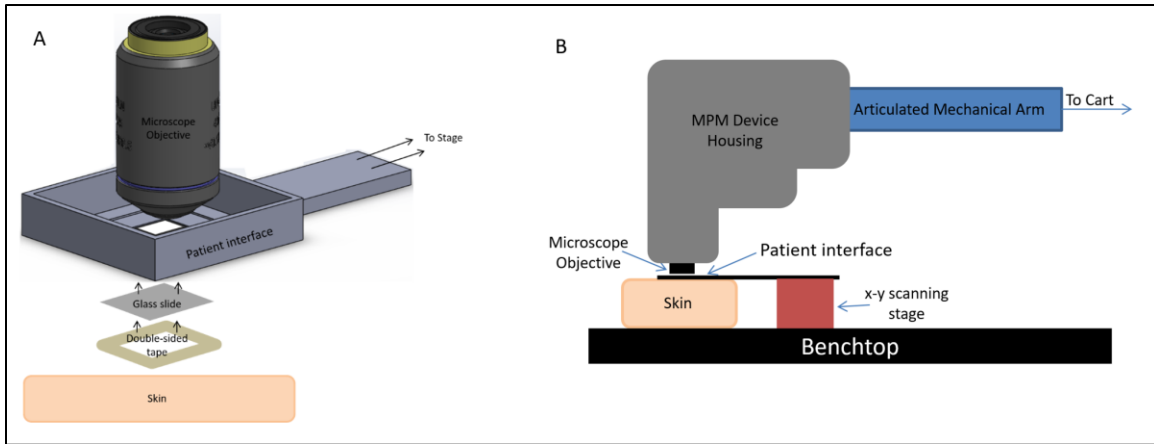 A
Microscope
Objective
To Stage
Patient interface
Glass slide
Double-sided
tape
Skin
B
MPM Device
Housing
Articulated Mechanical Arm
To Cart
Microscope
Objective
Patient interface
Skin
x-y scanning
stage
Benchtop